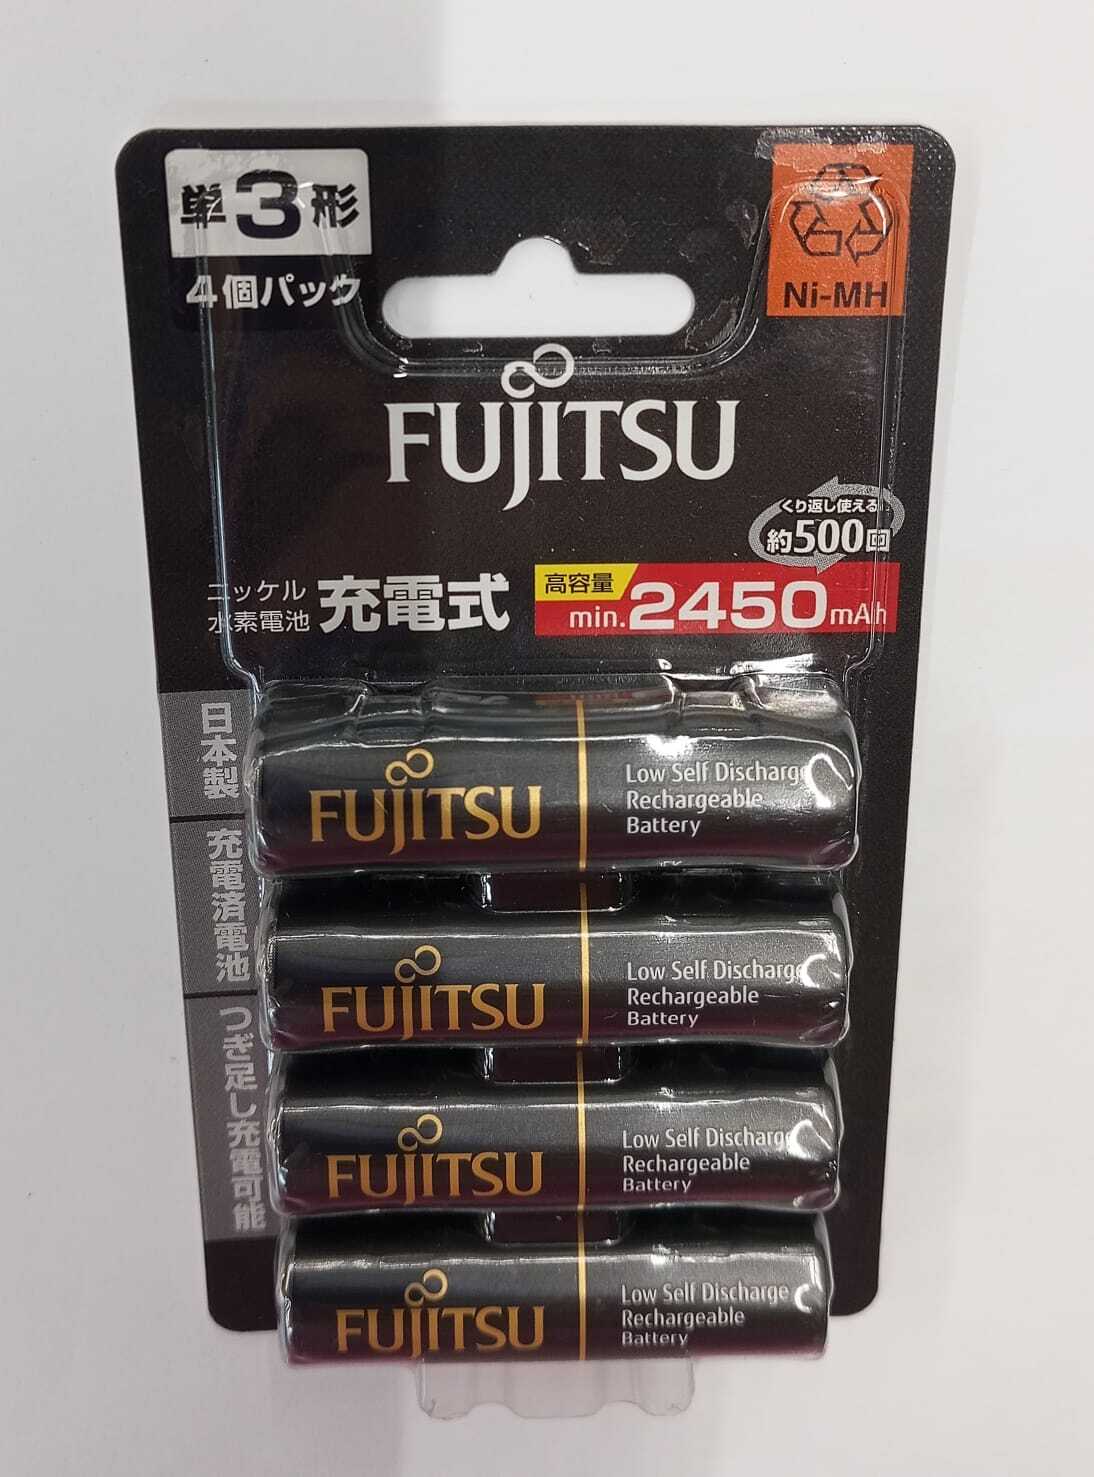 単3形
4個パック
Ni-MH
FUJITSU
くり返し使える
約500回
ニッケル
水素電池
充電式
高容量
min.2450mAh
日本製
充電済電池
つぎ足し充電可能
FUJITSU
Low Self Discharge
Rechargeable
Battery
FUJITSU
Low Self Discharge
Rechargeable
Battery
FUJITSU
Low Self Discharge
Rechargeable
Battery
FUJITSU
Low Self Discharge
Rechargeable
Battery